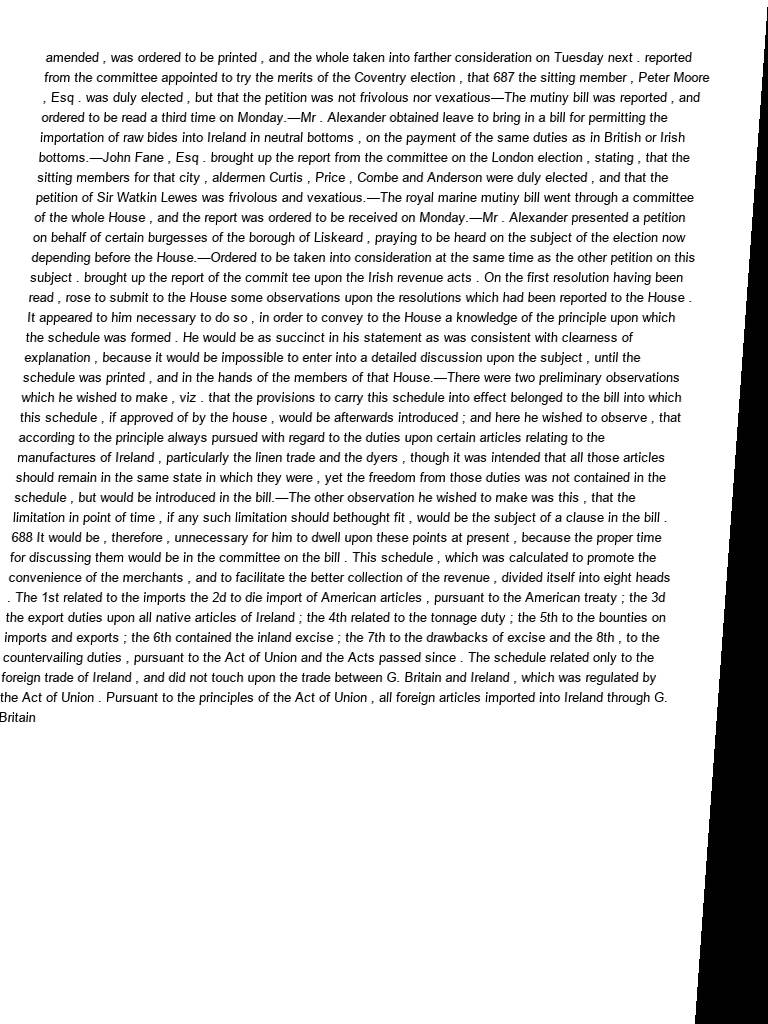 amended , was ordered to be printed , and the whole taken into farther consideration on Tuesday next . reported
from the committee appointed to try the merits of the Coventry election , that 687 the sitting member , Peter Moore
, Esq . was duly elected , but that the petition was not frivolous nor vexatious—The mutiny bill was reported , and
ordered to be read a third time on Monday.—Mr . Alexander obtained leave to bring in a bill for permitting the
importation of raw bides into Ireland in neutral bottoms , on the payment of the same duties as in British or Irish
bottoms.—John Fane , Esq . brought up the report from the committee on the London election , stating , that the
sitting members for that city , aldermen Curtis , Price , Combe and Anderson were duly elected , and that the
petition of Sir Watkin Lewes was frivolous and vexatious.—The royal marine mutiny bill went through a committee
of the whole House , and the report was ordered to be received on Monday.—Mr . Alexander presented a petition
on behalf of certain burgesses of the borough of Liskeard , praying to be heard on the subject of the election now
depending before the House.—Ordered to be taken into consideration at the same time as the other petition on this
subject . brought up the report of the commit tee upon the Irish revenue acts . On the first resolution having been
read , rose to submit to the House some observations upon the resolutions which had been reported to the House .
It appeared to him necessary to do so , in order to convey to the House a knowledge of the principle upon which
the schedule was formed . He would be as succinct in his statement as was consistent with clearness of
explanation , because it would be impossible to enter into a detailed discussion upon the subject , until the
schedule was printed , and in the hands of the members of that House.—There were two preliminary observations
which he wished to make , viz . that the provisions to carry this schedule into effect belonged to the bill into which
this schedule , if approved of by the house , would be afterwards introduced ; and here he wished to observe , that
according to the principle always pursued with regard to the duties upon certain articles relating to the
manufactures of Ireland , particularly the linen trade and the dyers , though it was intended that all those articles
should remain in the same state in which they were , yet the freedom from those duties was not contained in the
schedule , but would be introduced in the bill.—The other observation he wished to make was this , that the
limitation in point of time , if any such limitation should bethought fit , would be the subject of a clause in the bill .
688 It would be , therefore , unnecessary for him to dwell upon these points at present , because the proper time
for discussing them would be in the committee on the bill . This schedule , which was calculated to promote the
convenience of the merchants , and to facilitate the better collection of the revenue , divided itself into eight heads
. The 1st related to the imports the 2d to die import of American articles , pursuant to the American treaty ; the 3d
the export duties upon all native articles of Ireland ; the 4th related to the tonnage duty ; the 5th to the bounties on
imports and exports ; the 6th contained the inland excise ; the 7th to the drawbacks of excise and the 8th , to the
countervailing duties , pursuant to the Act of Union and the Acts passed since . The schedule related only to the
foreign trade of Ireland , and did not touch upon the trade between G. Britain and Ireland , which was regulated by
the Act of Union . Pursuant to the principles of the Act of Union , all foreign articles imported into Ireland through G.
Britain